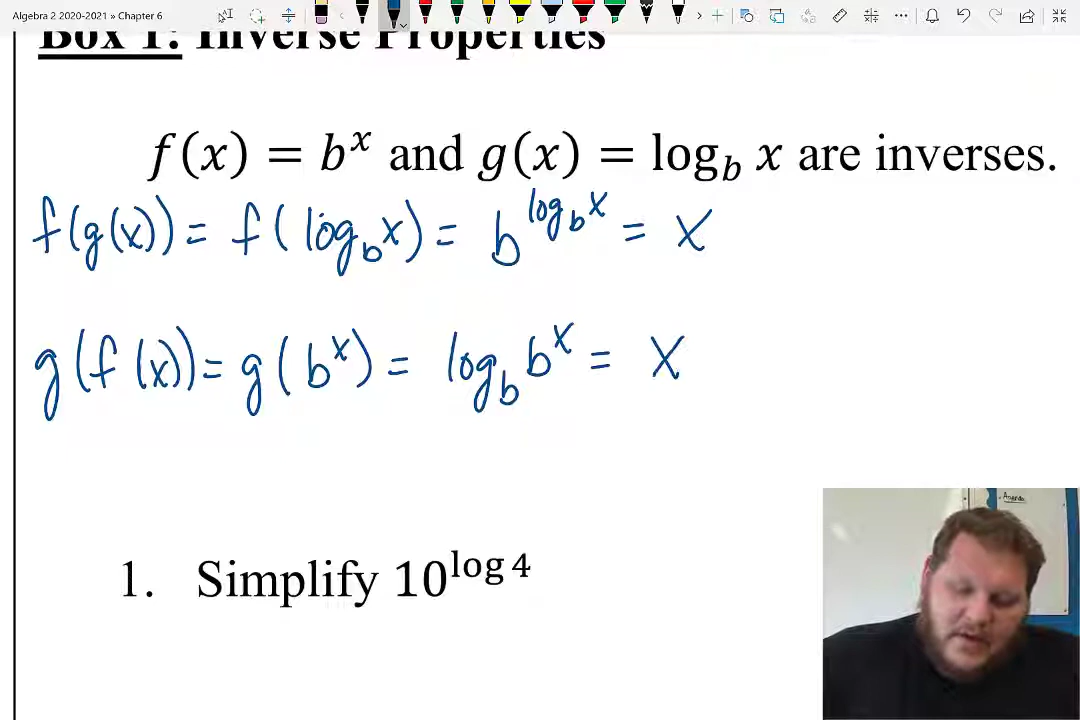 Algebra 2 2020-2021 » Chapter 6
Box 1: Inverse Properties
f(x) = b^x and g(x) = log_b x are inverses.
f(g(x)) = f(log_b x) = b^{log_b x} = x
g(f(x)) = g(b^x) = log_b b^x = x
1. Simplify 10^{log 4}
Agenda